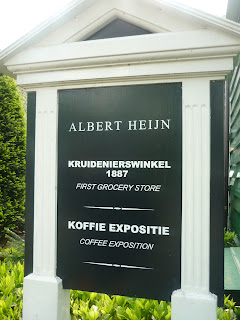 ALBERT HEIJN
KRUIDENIERSWINKEL
1887
FIRST GROCERY STORE
KOFFIE EXPOSITIE
COFFEE EXPOSITION